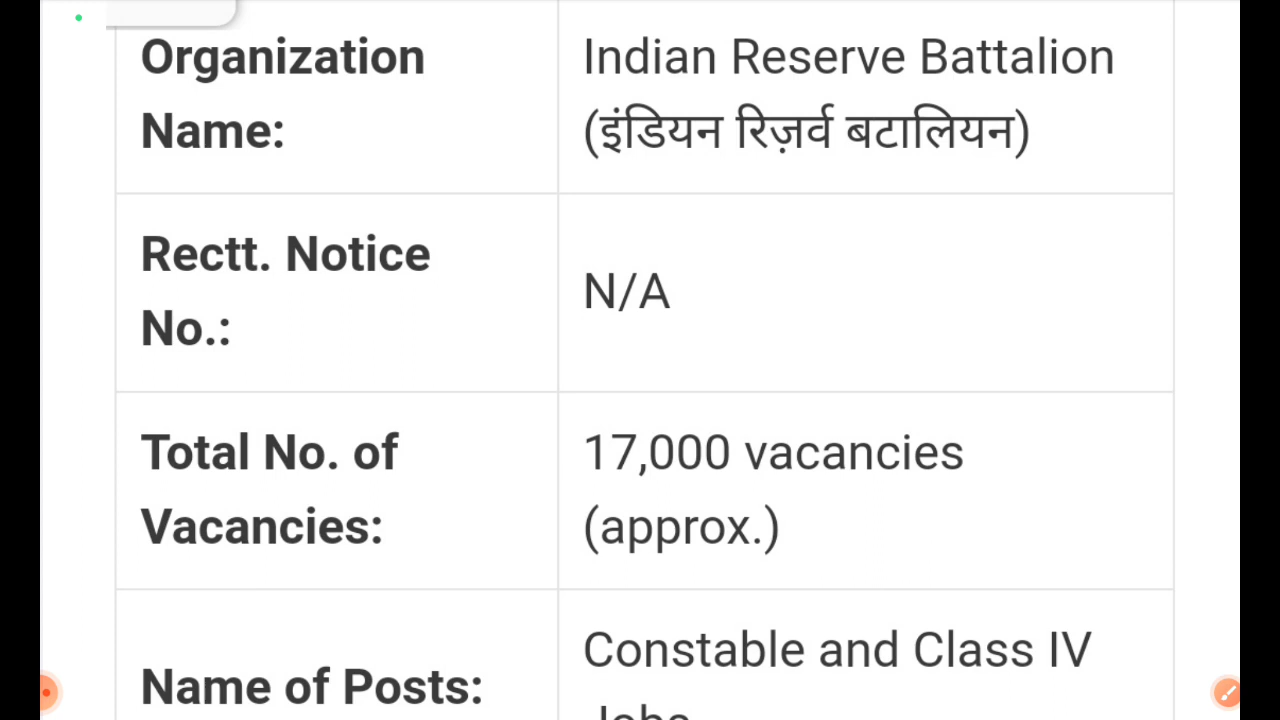 Organization
Name:
Indian Reserve Battalion
(इंडियन रिज़र्व बटालियन)
Rectt. Notice
No.:
N/A
Total No. of
Vacancies:
17,000 vacancies
(approx.)
Name of Posts:
Constable and Class IV
Jobs